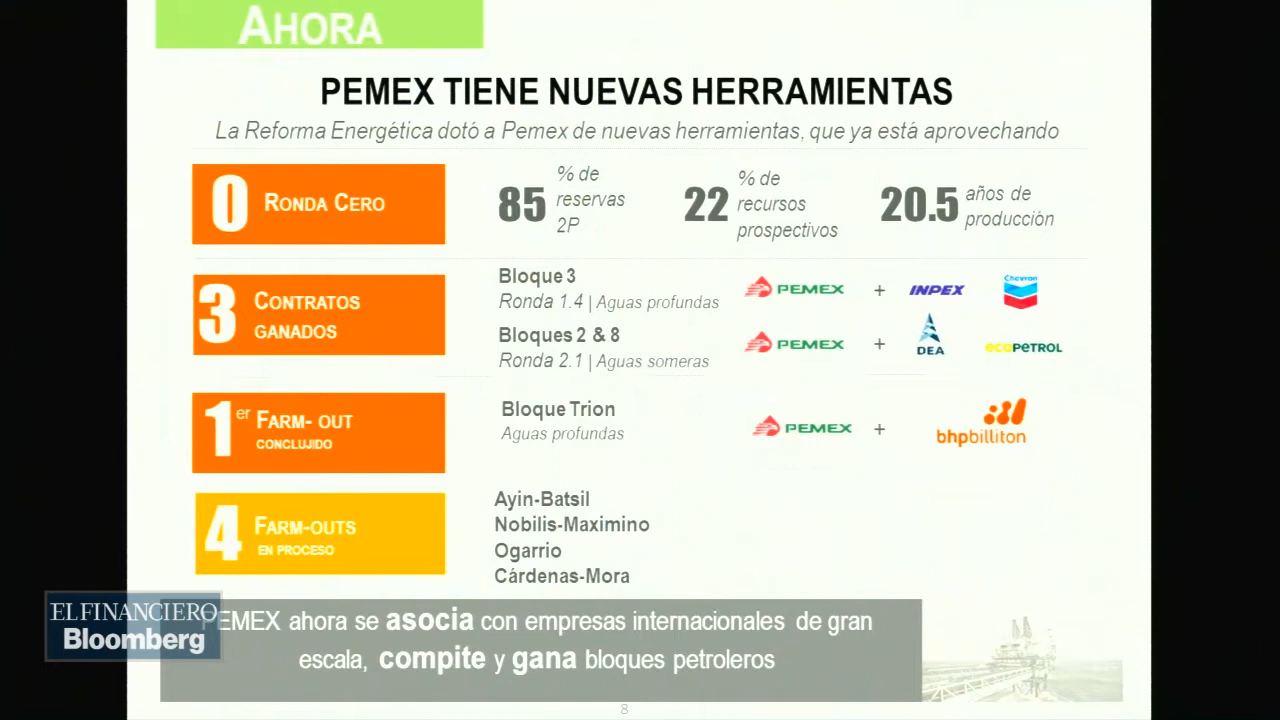 AHORA
PEMEX TIENE NUEVAS HERRAMIENTAS
La Reforma Energética dotó a Pemex de nuevas herramientas, que ya está aprovechando
0 RONDA CERO
85 % de reservas 2P
22 % de recursos prospectivos
20.5 años de producción
3 CONTRATOS GANADOS
Bloque 3
Ronda 1.4 | Aguas profundas
PEMEX + INPEX Chevron
Bloques 2 & 8
Ronda 2.1 | Aguas someras
PEMEX + DEA ecoPETROL
1er FARM- OUT
CONCLUJIDO
Bloque Trion
Aguas profundas
PEMEX + bhpbilliton
4 FARM-OUTS
EN PROCESO
Ayin-Batsil
Nobilis-Maximino
Ogarrio
Cárdenas-Mora
EL FINANCIERO
Bloomberg
PEMEX ahora se asocia con empresas internacionales de gran
escala, compite y gana bloques petroleros
8